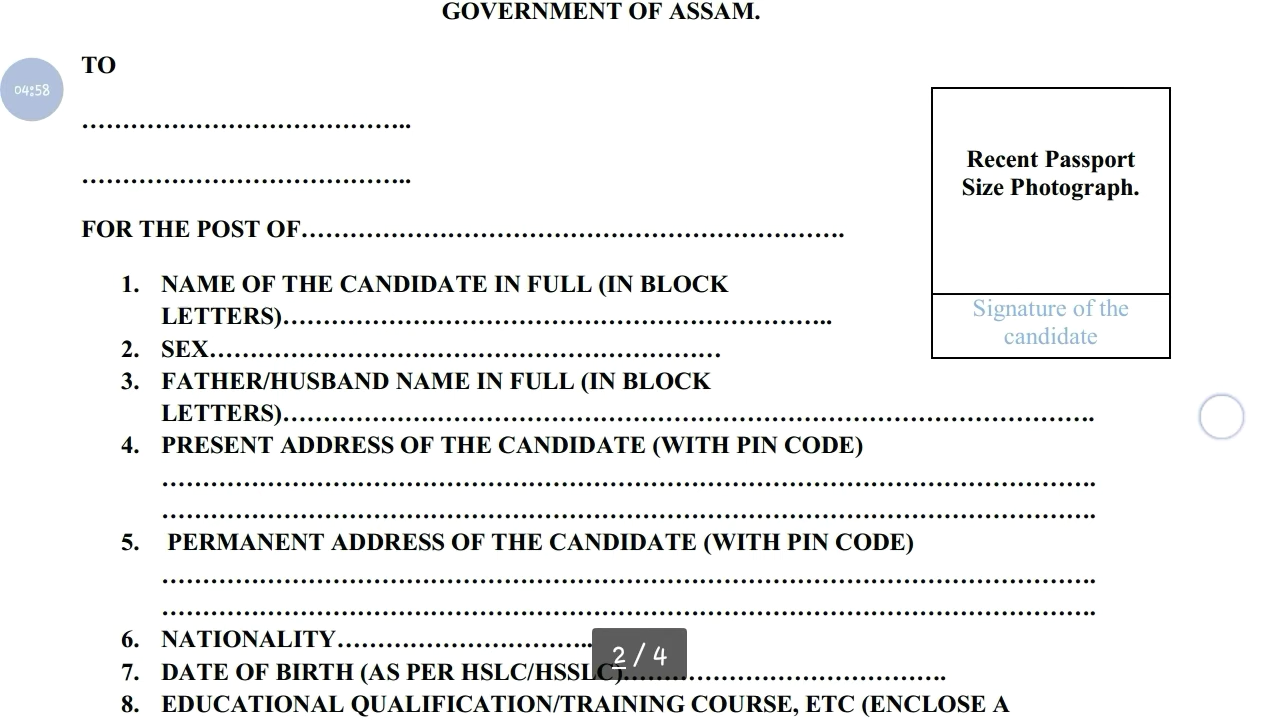 GOVERNMENT OF ASSAM.
TO
04:58
……………………………………..
……………………………………..
Recent Passport
Size Photograph.
FOR THE POST OF……………………………………………………………….
1. NAME OF THE CANDIDATE IN FULL (IN BLOCK
LETTERS)………………………………………………………………..
Signature of the
candidate
2. SEX……………………………………………………………
3. FATHER/HUSBAND NAME IN FULL (IN BLOCK
LETTERS)……………………………………………………………………………………………….
4. PRESENT ADDRESS OF THE CANDIDATE (WITH PIN CODE)
……………………………………………………………………………………………………………….
……………………………………………………………………………………………………………….
5. PERMANENT ADDRESS OF THE CANDIDATE (WITH PIN CODE)
……………………………………………………………………………………………………………….
……………………………………………………………………………………………………………….
6. NATIONALITY……………………………..
2 / 4
7. DATE OF BIRTH (AS PER HSLC/HSSLC)…………………………………….
8. EDUCATIONAL QUALIFICATION/TRAINING COURSE, ETC (ENCLOSE A